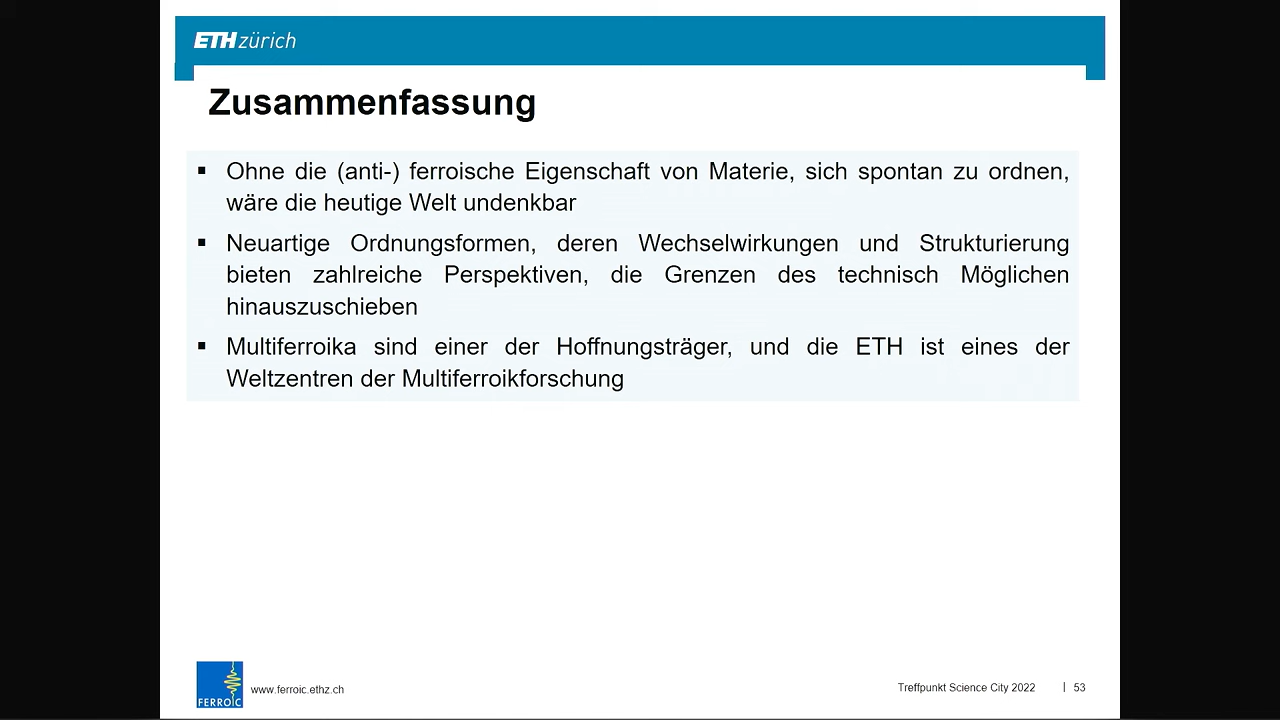 ETH zürich
Zusammenfassung
▪ Ohne die (anti-) ferroische Eigenschaft von Materie, sich spontan zu ordnen,
wäre die heutige Welt undenkbar
▪ Neuartige Ordnungsformen, deren Wechselwirkungen und Strukturierung
bieten zahlreiche Perspektiven, die Grenzen des technisch Möglichen
hinauszuschieben
▪ Multiferroika sind einer der Hoffnungsträger, und die ETH ist eines der
Weltzentren der Multiferroikforschung
FERROIC
www.ferroic.ethz.ch
Treffpunkt Science City 2022 | 53